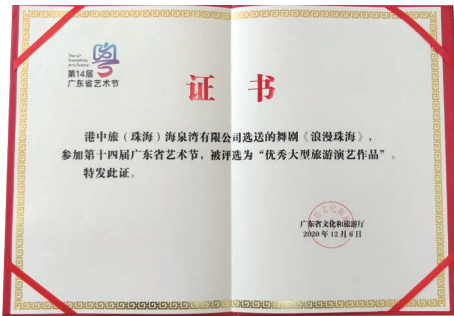 The 14th
Guangdong
Arts Festival
第14届
广东省艺术节
证书
港中旅(珠海)海泉湾有限公司选送的舞剧《浪漫珠海》,
参加第十四届广东省艺术节,被评选为“优秀大型旅游演艺作品”。
特发此证。
广东省文化和旅游厅
2020年12月6日